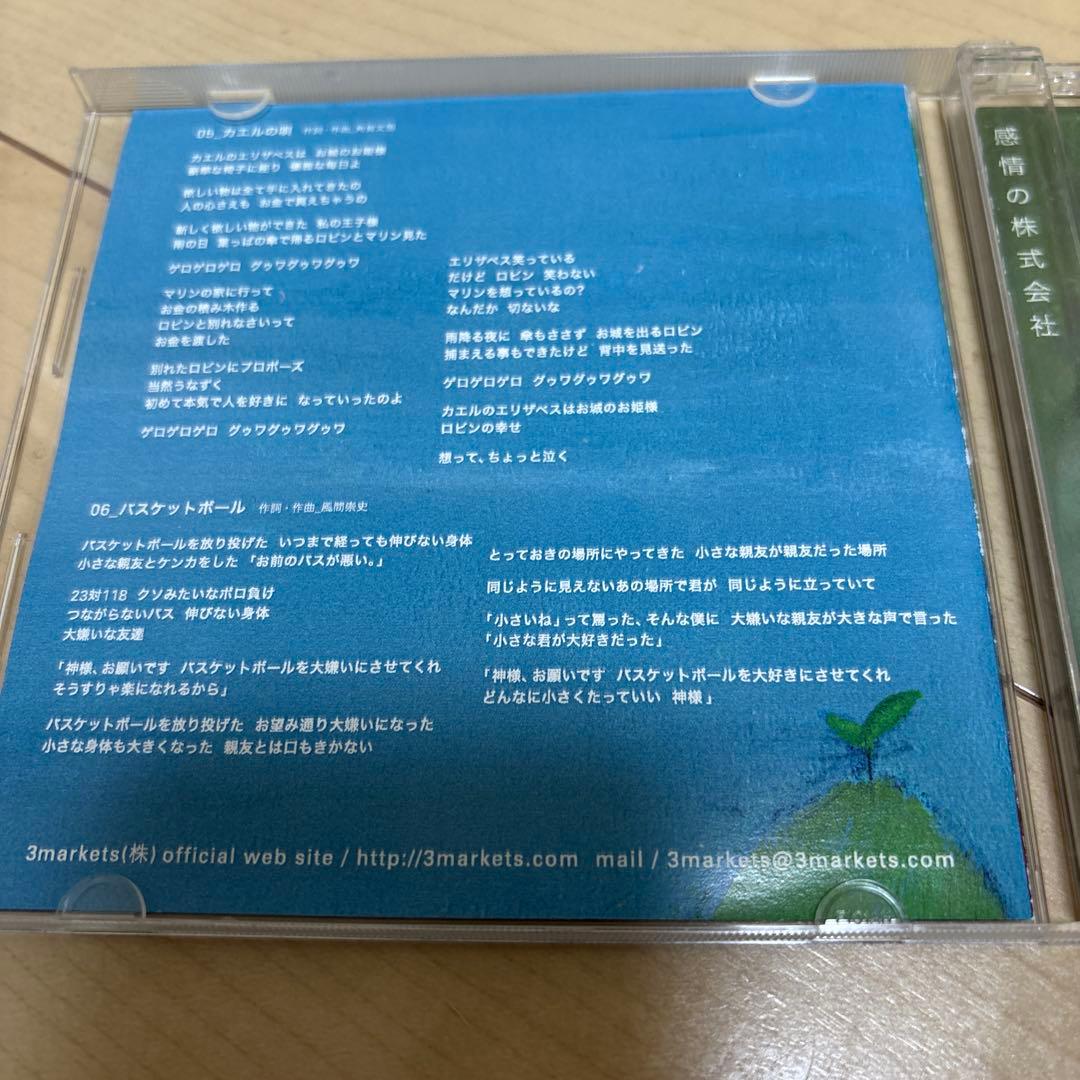 05_カエルの唄 作詞・作曲_風間崇史
カエルのエリザベスは お城のお姫様
豪華な椅子に座り 優雅な毎日よ
欲しい物は全て手に入れてきたの
人の心さえも お金で買えちゃうの
新しく欲しい物ができた 私の王子様
雨の日 葉っぱの傘で帰るロビンとマリン見た
ゲロゲロゲロ グゥワグゥワグゥワ
マリンの家に行って
お金の積み木作る
ロビンと別れなさいって
お金を渡した
別れたロビンにプロポーズ
当然うなずく
初めて本気で人を好きに なっていったのよ
ゲロゲロゲロ グゥワグゥワグゥワ
エリザベス笑っている
だけど ロビン 笑わない
マリンを想っているの?
なんだか 切ないな
雨降る夜に 傘もささず お城を出るロビン
捕まえる事もできたけど 背中を見送った
ゲロゲロゲロ グゥワグゥワグゥワ
カエルのエリザベスはお城のお姫様
ロビンの幸せ
想って、ちょっと泣く
06_バスケットボール 作詞・作曲_風間崇史
バスケットボールを放り投げた いつまで経っても伸びない身体
小さな親友とケンカをした 「お前のパスが悪い。」
23対118 クソみたいなボロ負け
つながらないパス 伸びない身体
大嫌いな友達
「神様、お願いです バスケットボールを大嫌いにさせてくれ
そうすりゃ楽になれるから」
バスケットボールを放り投げた お望み通り大嫌いになった
小さな身体も大きくなった 親友とは口もきかない
とっておきの場所にやってきた 小さな親友が親友だった場所
同じように見えないあの場所で君が 同じように立っていて
「小さいね」って罵った、そんな僕に 大嫌いな親友が大きな声で言った
「小さな君が大好きだった」
「神様、お願いです バスケットボールを大好きにさせてくれ
どんなに小さくたっていい 神様」
3markets(株) official web site / http://3markets.com mail / 3markets@3markets.com
感情の株式会社